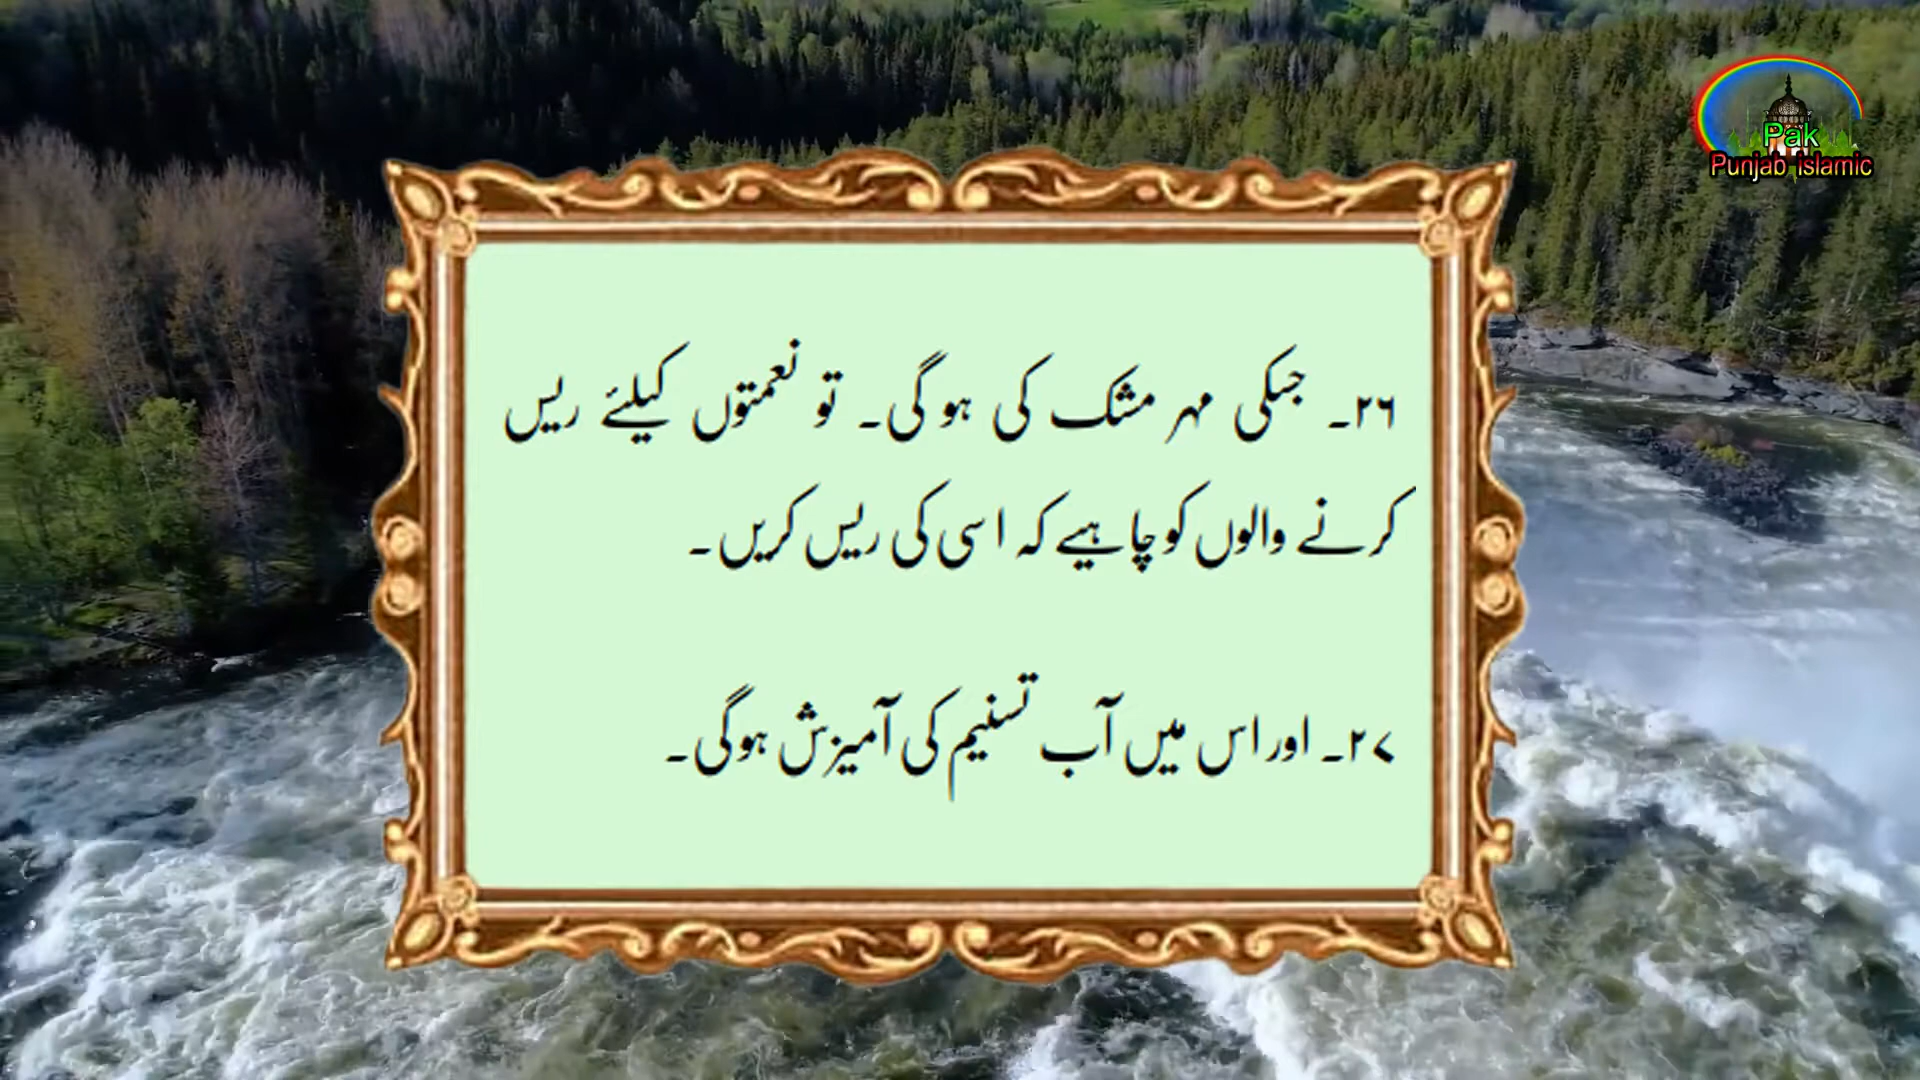 ۲۶۔ جسکی مہر مشک کی ہو گی۔ تو نعمتوں کیلئے ریس
کرنے والوں کو چاہیے کہ اسی کی ریس کریں۔
۲۷۔ اور اس میں آب تسنیم کی آمیزش ہو گی۔
Pak
Punjab islamic